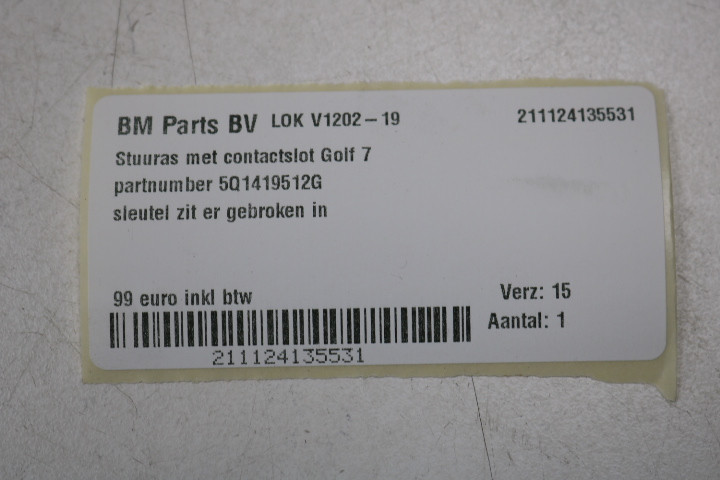 BM Parts BV LOK V1202-19 211124135531
Stuuras met contactslot Golf 7
partnumber 5Q1419512G
sleutel zit er gebroken in
99 euro inkl btw Verz: 15
Aantal: 1
211124135531